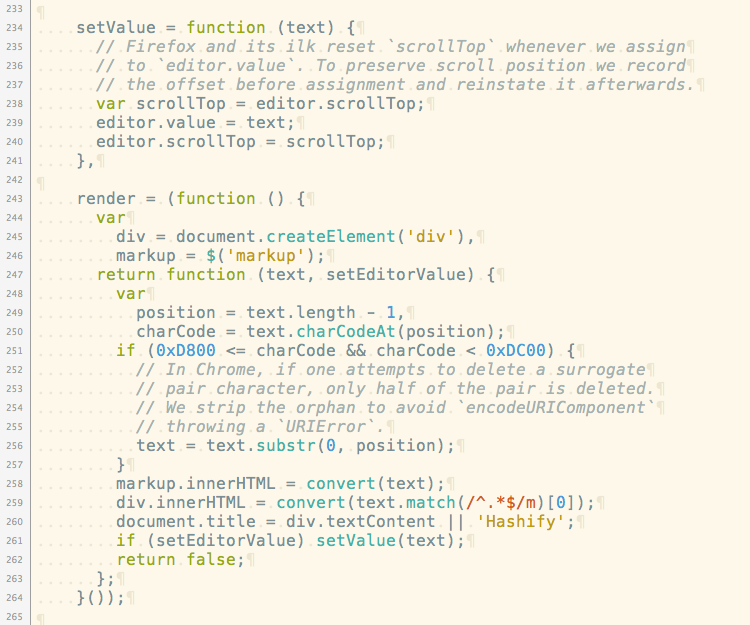 233
234 setValue = function (text) {
235 // Firefox and its ilk reset `scrollTop` whenever we assign
236 // to `editor.value`. To preserve scroll position we record
237 // the offset before assignment and reinstate it afterwards.
238 var scrollTop = editor.scrollTop;
239 editor.value = text;
240 editor.scrollTop = scrollTop;
241 },
242
243 render = (function () {
244 var
245 div = document.createElement('div'),
246 markup = $('markup');
247 return function (text, setEditorValue) {
248 var
249 position = text.length - 1,
250 charCode = text.charCodeAt(position);
251 if (0xD800 <= charCode && charCode < 0xDC00) {
252 // In Chrome, if one attempts to delete a surrogate
253 // pair character, only half of the pair is deleted.
254 // We strip the orphan to avoid `encodeURIComponent`
255 // throwing a `URIError`.
256 text = text.substr(0, position);
257 }
258 markup.innerHTML = convert(text);
259 div.innerHTML = convert(text.match(/^.*$/m)[0]);
260 document.title = div.textContent || 'Hashify';
261 if (setEditorValue) setValue(text);
262 return false;
263 };
264 }());
265